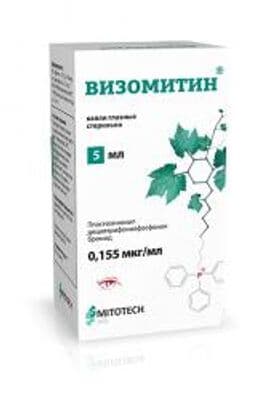 ВИЗОМИТИН®
капли глазные
стерильно
5 мл
Пластохинонил
децилтрифенилфосфония
бромид
0,155 мкг/мл
MITOTECH